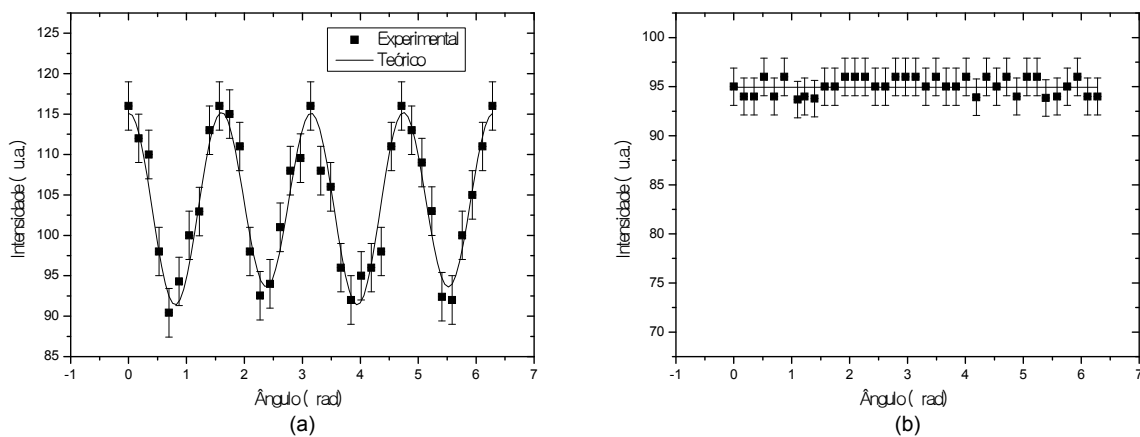 125
120
115
110
105
100
95
90
85
Intensidade ( u.a.)
Experimental
Teórico
-1 0 1 2 3 4 5 6 7
Ângulo ( rad)
(a)
100
95
90
85
80
75
70
Intensidade ( u.a.)
-1 0 1 2 3 4 5 6 7
Ângulo ( rad)
(b)